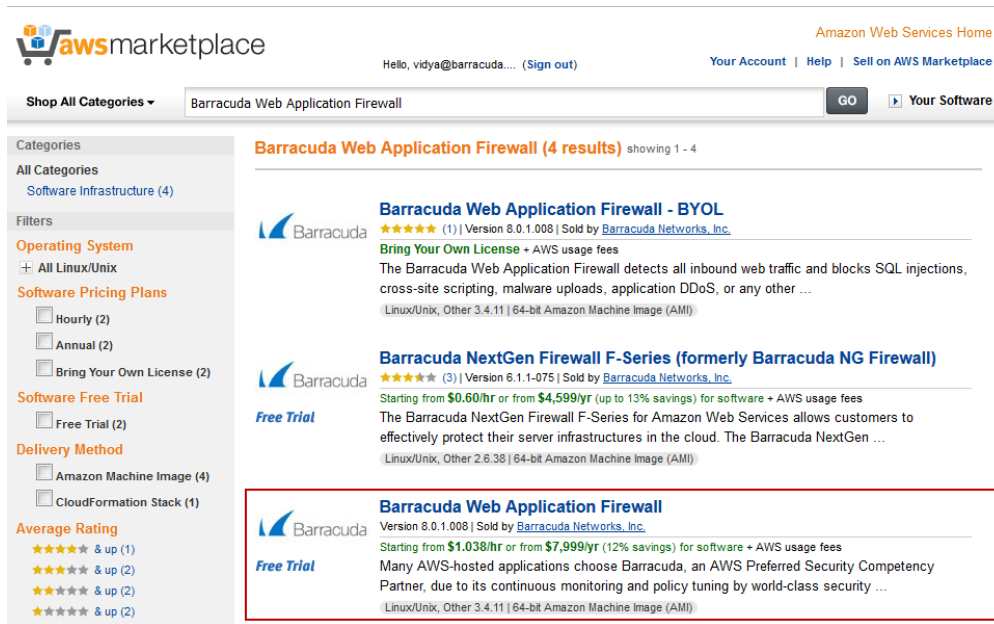 Amazon Web Services Home
awsmarketplace
Hello, vidya@barracuda.... (Sign out)
Your Account | Help | Sell on AWS Marketplace
Shop All Categories
Barracuda Web Application Firewall
GO
Your Software
Categories
All Categories
Software Infrastructure (4)
Filters
Operating System
All Linux/Unix
Software Pricing Plans
Hourly (2)
Annual (2)
Bring Your Own License (2)
Software Free Trial
Free Trial (2)
Delivery Method
Amazon Machine Image (4)
CloudFormation Stack (1)
Average Rating
& up (1)
& up (2)
& up (2)
& up (2)
Barracuda Web Application Firewall (4 results) showing 1 - 4
Barracuda
Barracuda Web Application Firewall - BYOL
(1) | Version 8.0.1.008 | Sold by Barracuda Networks, Inc.
Bring Your Own License + AWS usage fees
The Barracuda Web Application Firewall detects all inbound web traffic and blocks SQL injections,
cross-site scripting, malware uploads, application DDoS, or any other ...
Linux/Unix, Other 3.4.11 | 64-bit Amazon Machine Image (AMI)
Barracuda
Free Trial
Barracuda NextGen Firewall F-Series (formerly Barracuda NG Firewall)
(3) | Version 6.1.1-075 | Sold by Barracuda Networks, Inc.
Starting from $0.60/hr or from $4,599/yr (up to 13% savings) for software + AWS usage fees
The Barracuda NextGen Firewall F-Series for Amazon Web Services allows customers to
effectively protect their server infrastructures in the cloud. The Barracuda NextGen ...
Linux/Unix, Other 2.6.38 | 64-bit Amazon Machine Image (AMI)
Barracuda
Free Trial
Barracuda Web Application Firewall
Version 8.0.1.008 | Sold by Barracuda Networks, Inc.
Starting from $1.038/hr or from $7,999/yr (12% savings) for software + AWS usage fees
Many AWS-hosted applications choose Barracuda, an AWS Preferred Security Competency
Partner, due to its continuous monitoring and policy tuning by world-class security ...
Linux/Unix, Other 3.4.11 | 64-bit Amazon Machine Image (AMI)